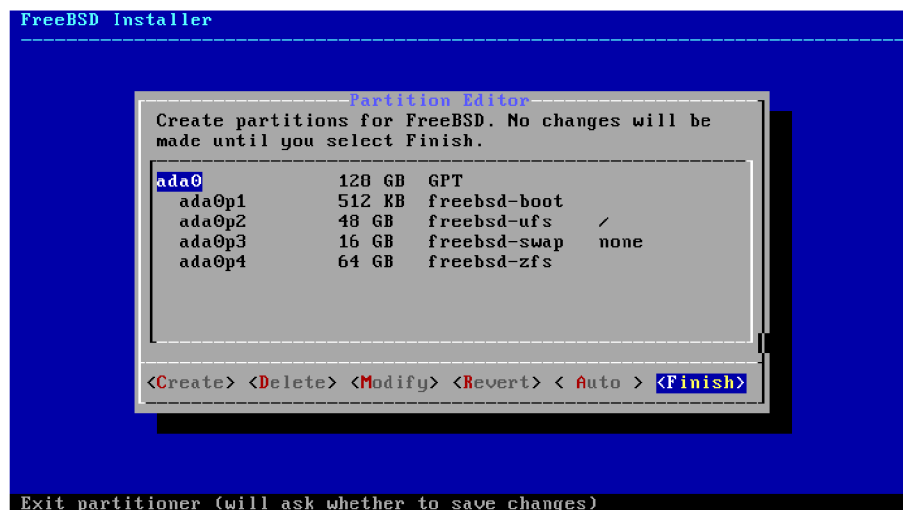 FreeBSD Installer
Partition Editor
Create partitions for FreeBSD. No changes will be
made until you select Finish.
ada0 128 GB GPT
ada0p1 512 KB freebsd-boot
ada0p2 48 GB freebsd-ufs /
ada0p3 16 GB freebsd-swap none
ada0p4 64 GB freebsd-zfs
<Create> <Delete> <Modify> <Revert> < Auto > <Finish>
Exit partitioner (will ask whether to save changes)